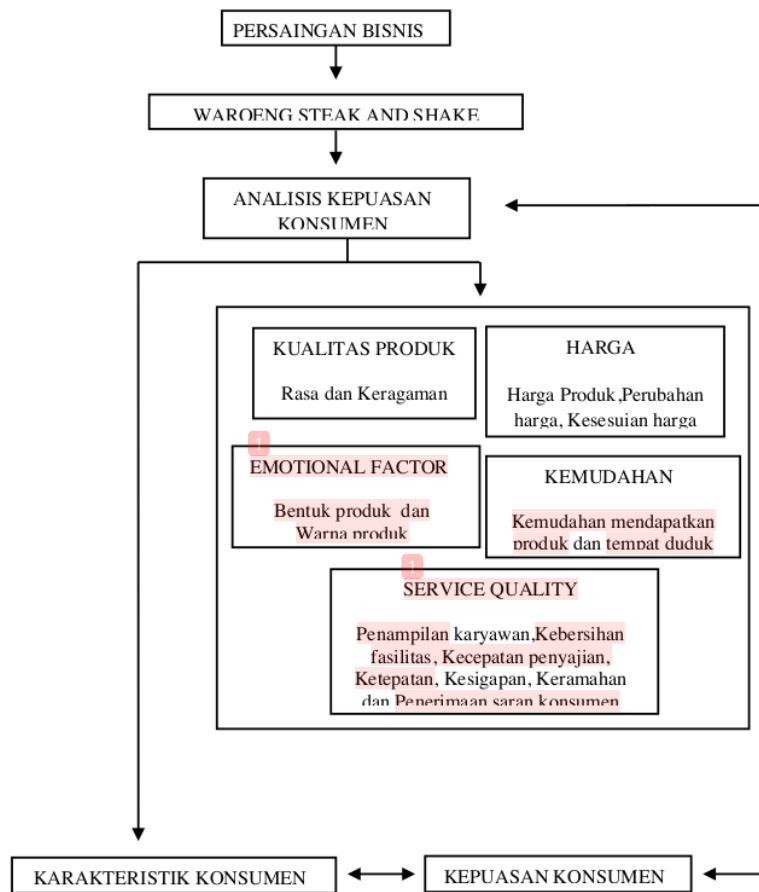 PERSAINGAN BISNIS
WAROENG STEAK AND SHAKE
ANALISIS KEPUASAN
KONSUMEN
KUALITAS PRODUK
Rasa dan Keragaman
HARGA
Harga Produk,Perubahan
harga, Kesesuian harga
1
EMOTIONAL FACTOR
Bentuk produk dan
Warna produk
KEMUDAHAN
Kemudahan mendapatkan
produk dan tempat duduk
1
SERVICE QUALITY
Penampilan karyawan,Kebersihan
fasilitas, Kecepatan penyajian,
Ketepatan, Kesigapan, Keramahan
dan Penerimaan saran konsumen
KARAKTERISTIK KONSUMEN
KEPUASAN KONSUMEN